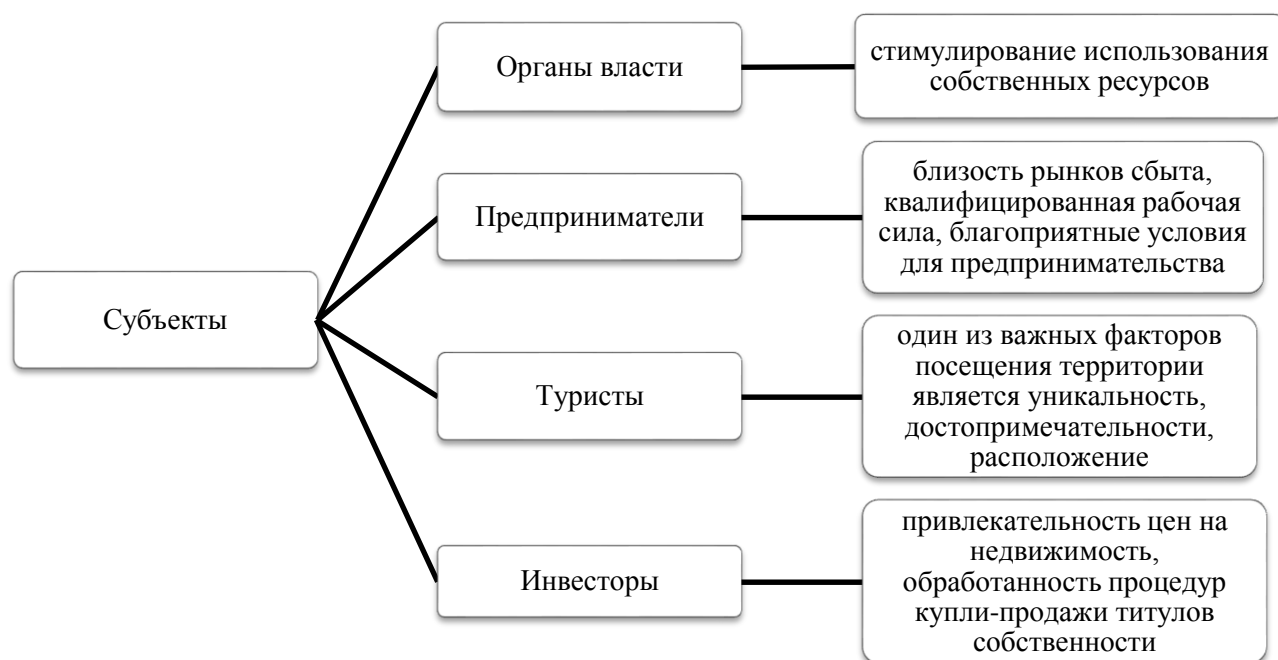 Субъекты
Органы власти
стимулирование использования
собственных ресурсов
Предприниматели
близость рынков сбыта,
квалифицированная рабочая
сила, благоприятные условия
для предпринимательства
Туристы
один из важных факторов
посещения территории
является уникальность,
достопримечательности,
расположение
Инвесторы
привлекательность цен на
недвижимость,
обработанность процедур
купли-продажи титулов
собственности